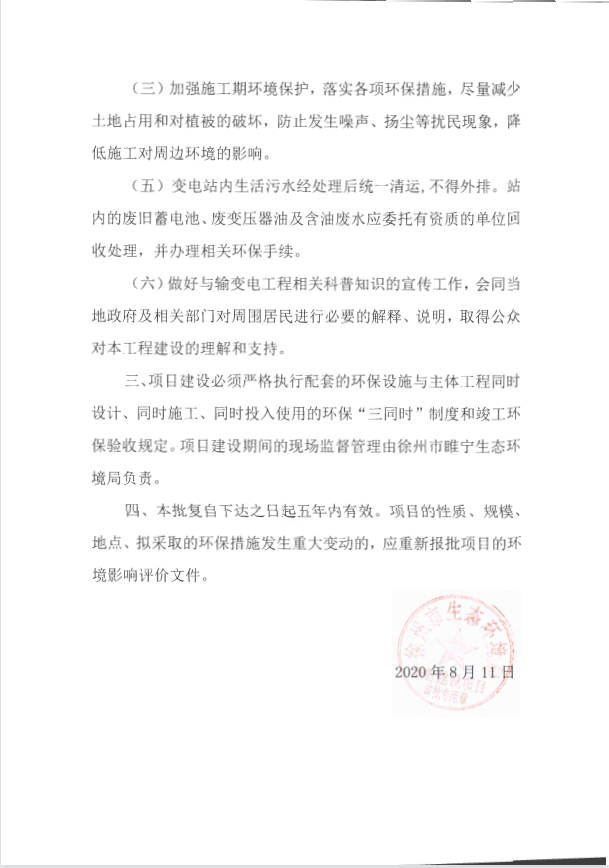 （三）加强施工期环境保护，落实各项环保措施，尽量减少
土地占用和对植被的破坏，防止发生噪声、扬尘等扰民现象，降
低施工对周边环境的影响。
（五）变电站内生活污水经处理后统一清运,不得外排。站
内的废旧蓄电池、废变压器油及含油废水应委托有资质的单位回
收处理，并办理相关环保手续。
（六）做好与输变电工程相关科普知识的宣传工作，会同当
地政府及相关部门对周围居民进行必要的解释、说明，取得公众
对本工程建设的理解和支持。
三、项目建设必须严格执行配套的环保设施与主体工程同时
设计、同时施工、同时投入使用的环保“三同时”制度和竣工环
保验收规定。项目建设期间的现场监督管理由徐州市睢宁生态环
境局负责。
四、本批复自下达之日起五年内有效。项目的性质、规模、
地点、拟采取的环保措施发生重大变动的，应重新报批项目的环
境影响评价文件。
徐州市生态环境
2020 年 8 月 11 日